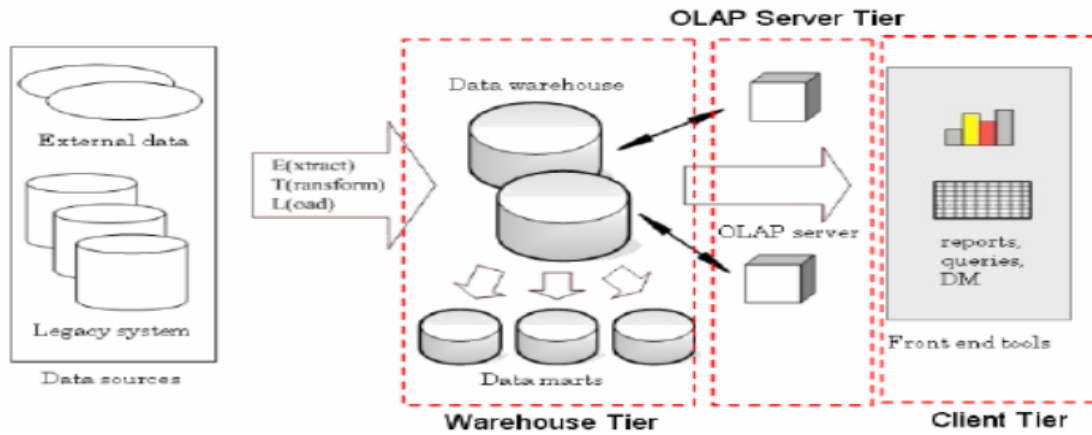 OLAP Server Tier
External data
Legacy system
Data sources
E(xtract)
T(ransform)
L(oad)
Data warehouse
Data marts
Warehouse Tier
OLAP server
reports,
queries,
DM
Front end tools
Client Tier